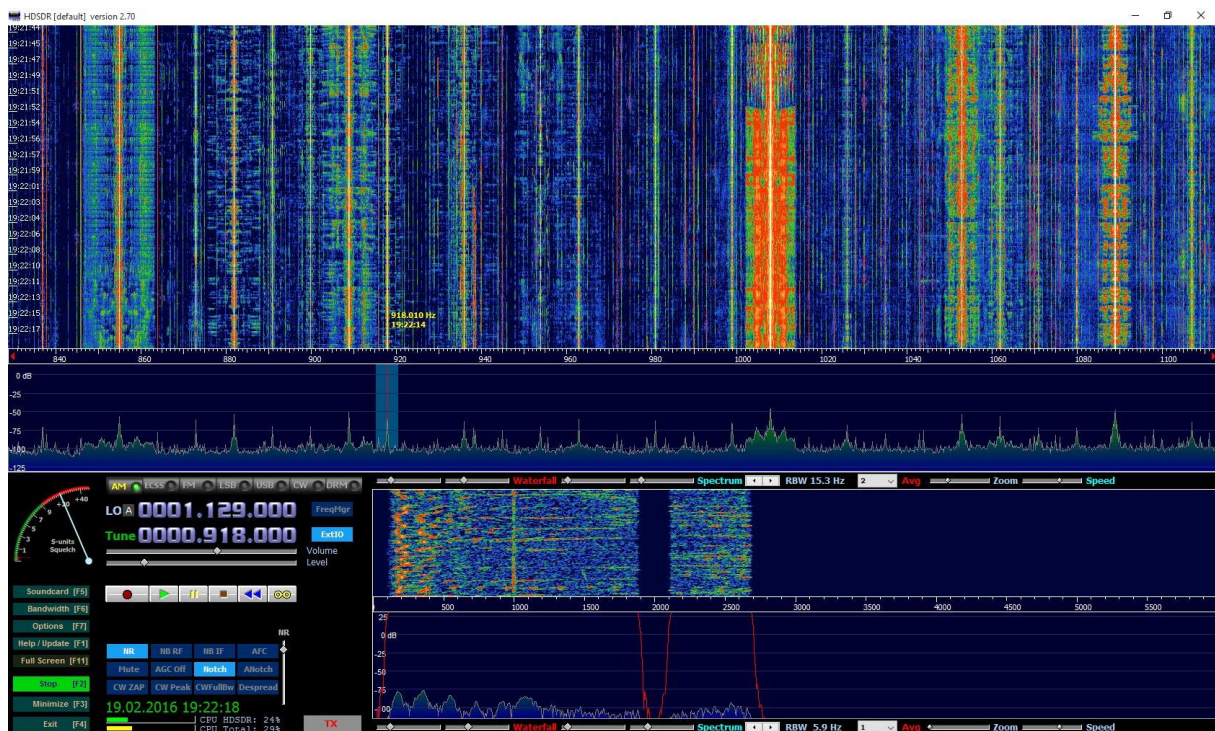 HDSDR [default] version 2.70
19:21:44
19:21:45
19:21:47
19:21:49
19:21:51
19:21:52
19:21:54
19:21:56
19:21:57
19:21:59
19:22:01
19:22:03
19:22:04
19:22:06
19:22:08
19:22:10
19:22:11
19:22:13
19:22:15
19:22:17
918.010 Hz
19:22:14
840 860 880 900 920 940 960 980 1000 1020 1040 1060 1080 1100
0 dB
-25
-50
-75
-100
-125
AM ECSS FM LSB USB CW DRM
Waterfall Spectrum RBW 15.3 Hz 2 Avg Zoom Speed
LO A 0001.129.000 FreqMgr
Tune 0000.918.000 ExtIO
Volume
Level
1 3 5 7 9 +20 +40
S-units
Squelch
Soundcard [F5]
Bandwidth [F6]
Options [F7]
Help / Update [F1]
Full Screen [F11]
Stop [F2]
Minimize [F3]
Exit [F4]
NR
NR NB RF NB IF AFC
Mute AGC Off Notch ANotch
CW ZAP CW Peak CWFullBw Despread
19.02.2016 19:22:18
CPU HDSDR: 24%
CPU Total: 29%
TX
500 1000 1500 2000 2500 3000 3500 4000 4500 5000 5500
25
0 dB
-25
-50
-75
-100
Waterfall Spectrum RBW 5.9 Hz 1 Avg Zoom Speed